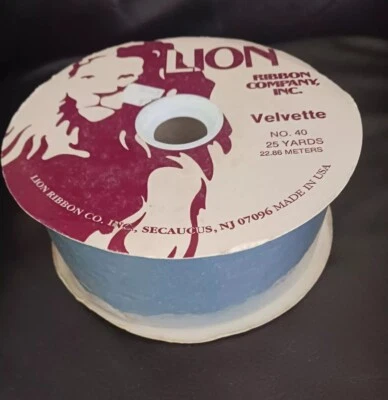 LION
RIBBON
COMPANY,
INC.
Velvette
NO. 40
25 YARDS
22.86 METERS
LION RIBBON CO. INC., SECAUCUS, NJ 07096 MADE IN USA